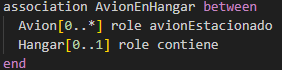 association AvionEnHangar between
Avion[0..*] role avionEstacionado
Hangar[0..1] role contiene
end